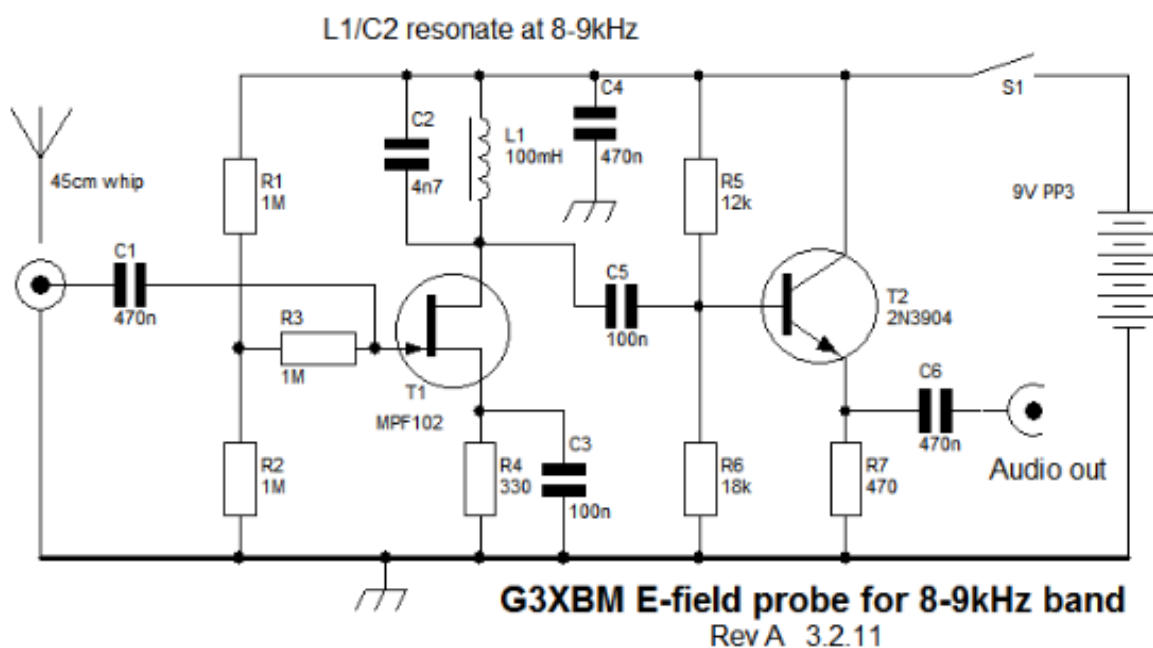 L1/C2 resonate at 8-9kHz
45cm whip
C1
470n
R1
1M
R2
1M
R3
1M
C2
4n7
L1
100mH
C4
470n
T1
MPF102
R4
330
C3
100n
C5
100n
R5
12k
R6
18k
T2
2N3904
R7
470
C6
470n
Audio out
S1
9V PP3
G3XBM E-field probe for 8-9kHz band
Rev A 3.2.11